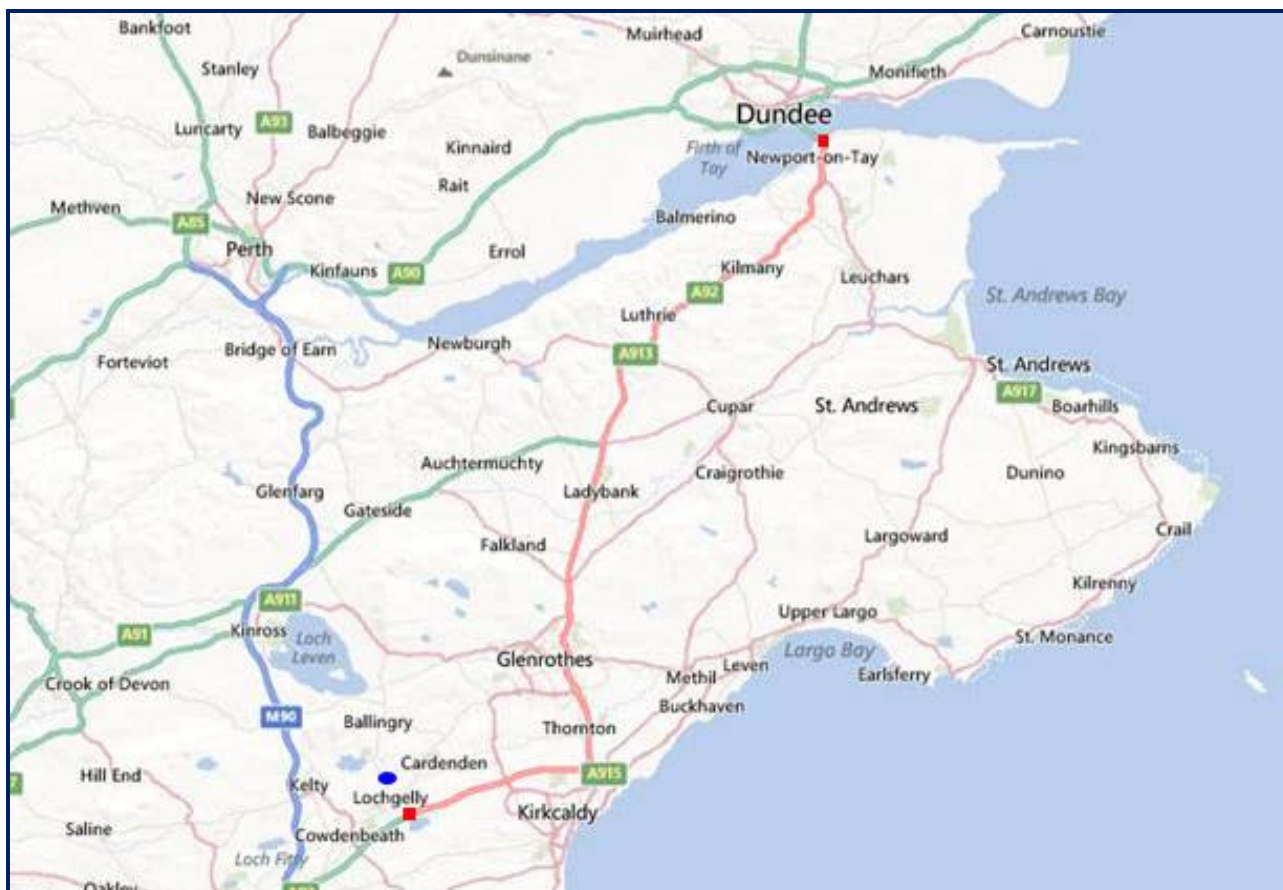 Bankfoot
Muirhead
Carnoustie
Stanley
Dunsinane
Monifieth
A93
Dundee
Luncarty
Balbeggie
Kinnaird
Firth of
Tay
Newport-on-Tay
Rait
New Scone
Methven
A85
Balmerino
Perth
Errol
Kinfauns
A90
Kilmany
Leuchars
A92
St. Andrews Bay
Luthrie
Bridge of Earn
Newburgh
Forteviot
A913
St. Andrews
A917
Cupar
St. Andrews
Boarhills
Kingsbarns
Auchtermuchty
Craigrothie
Dunino
Glenfarg
Ladybank
Gateside
Crail
Falkland
Largoward
Kilrenny
A911
Upper Largo
A91
Kinross
Loch
Leven
St. Monance
Glenrothes
Largo Bay
Leven
Methil
Earlsferry
Crook of Devon
Buckhaven
M90
Ballingry
Thornton
Cardenden
A915
Hill End
Kelty
Lochgelly
Kirkcaldy
Saline
Cowdenbeath
Loch Fitty
Oakley